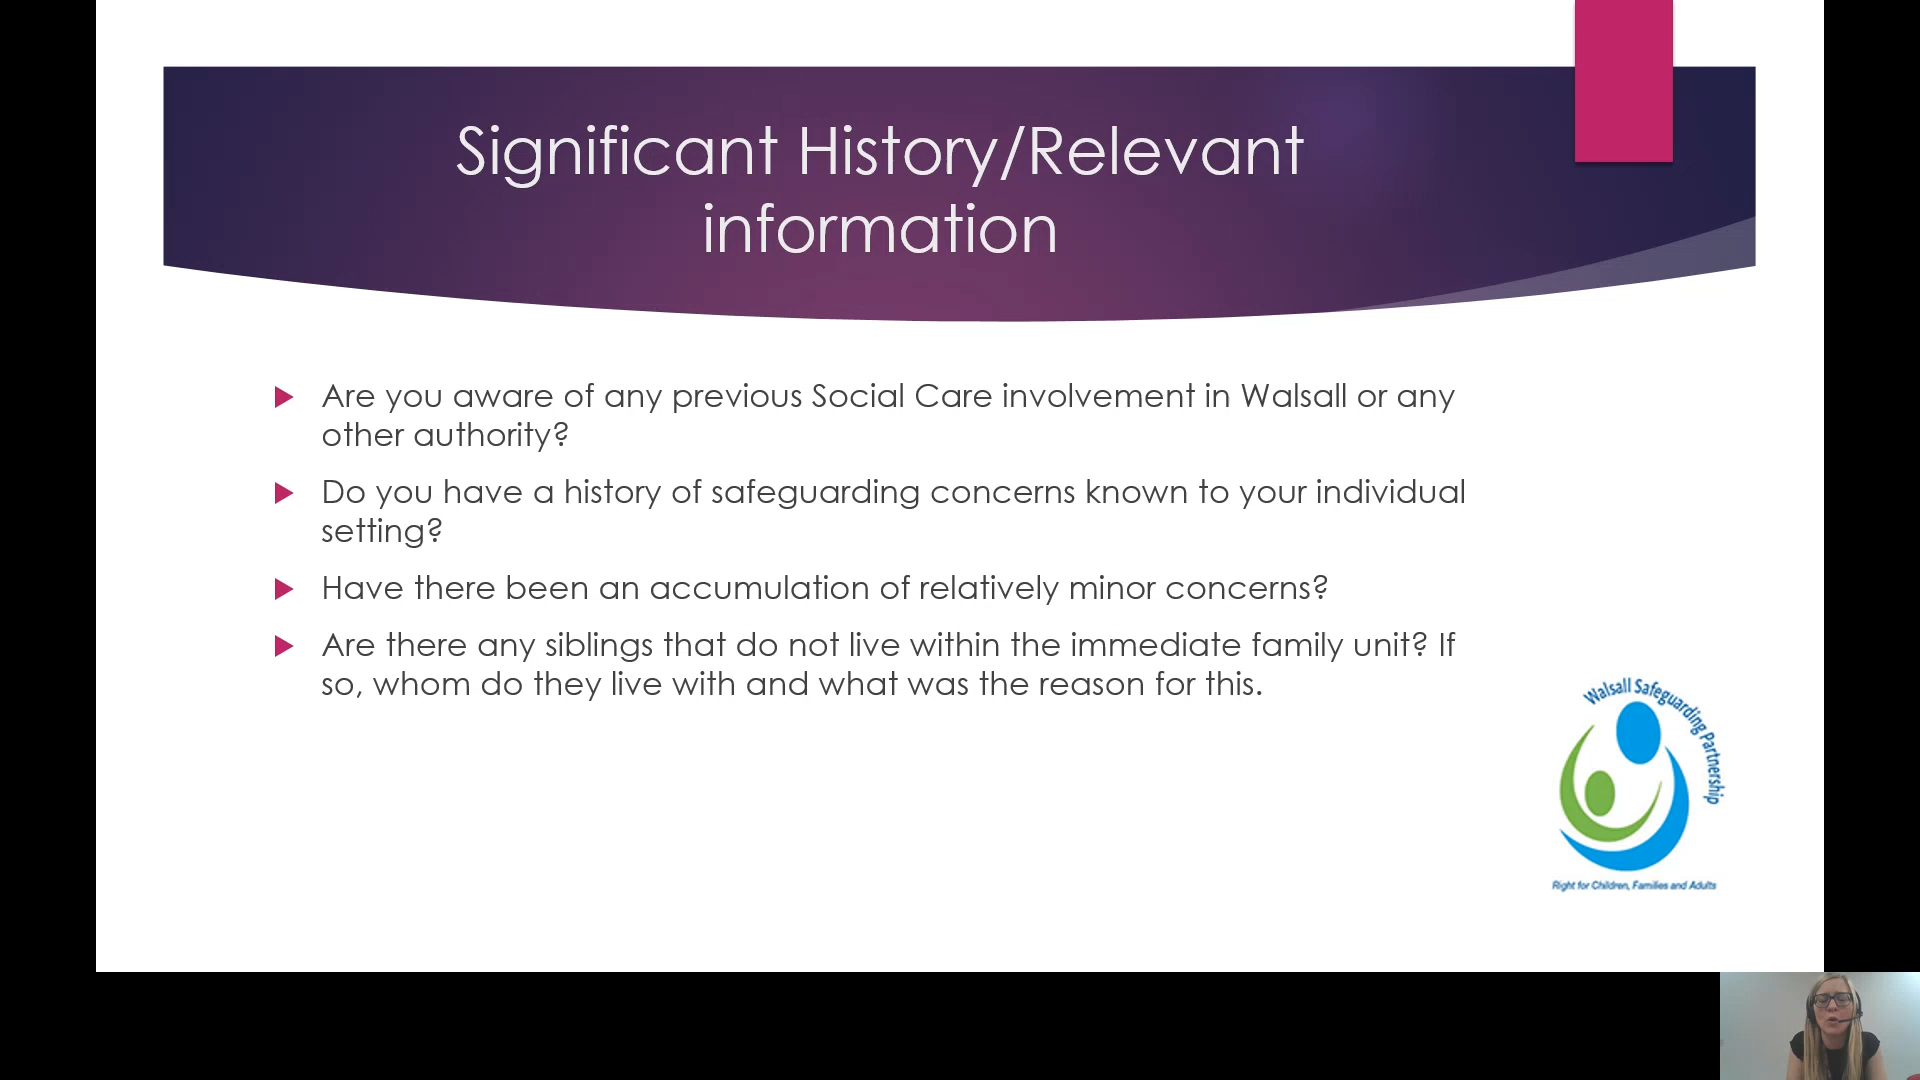 Significant History/Relevant
information
Are you aware of any previous Social Care involvement in Walsall or any
other authority?
Do you have a history of safeguarding concerns known to your individual
setting?
Have there been an accumulation of relatively minor concerns?
Are there any siblings that do not live within the immediate family unit? If
so, whom do they live with and what was the reason for this.
Walsall Safeguarding Partnership
Right for Children, Families and Adults